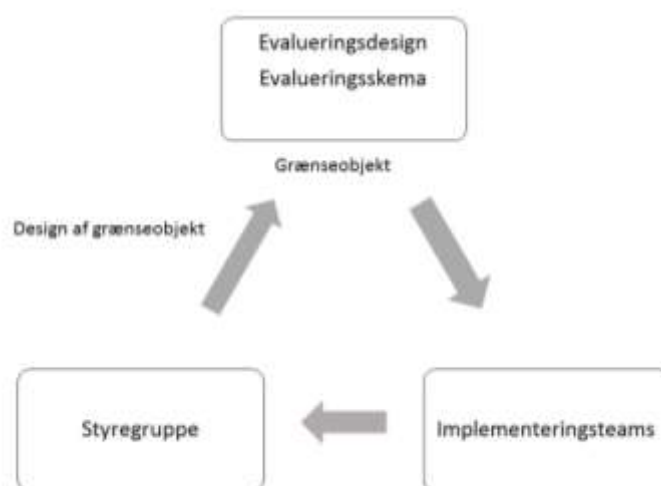 Evalueringsdesign
Evalueringsskema
Grænseobjekt
Design af grænseobjekt
Styregruppe
Implementeringsteams